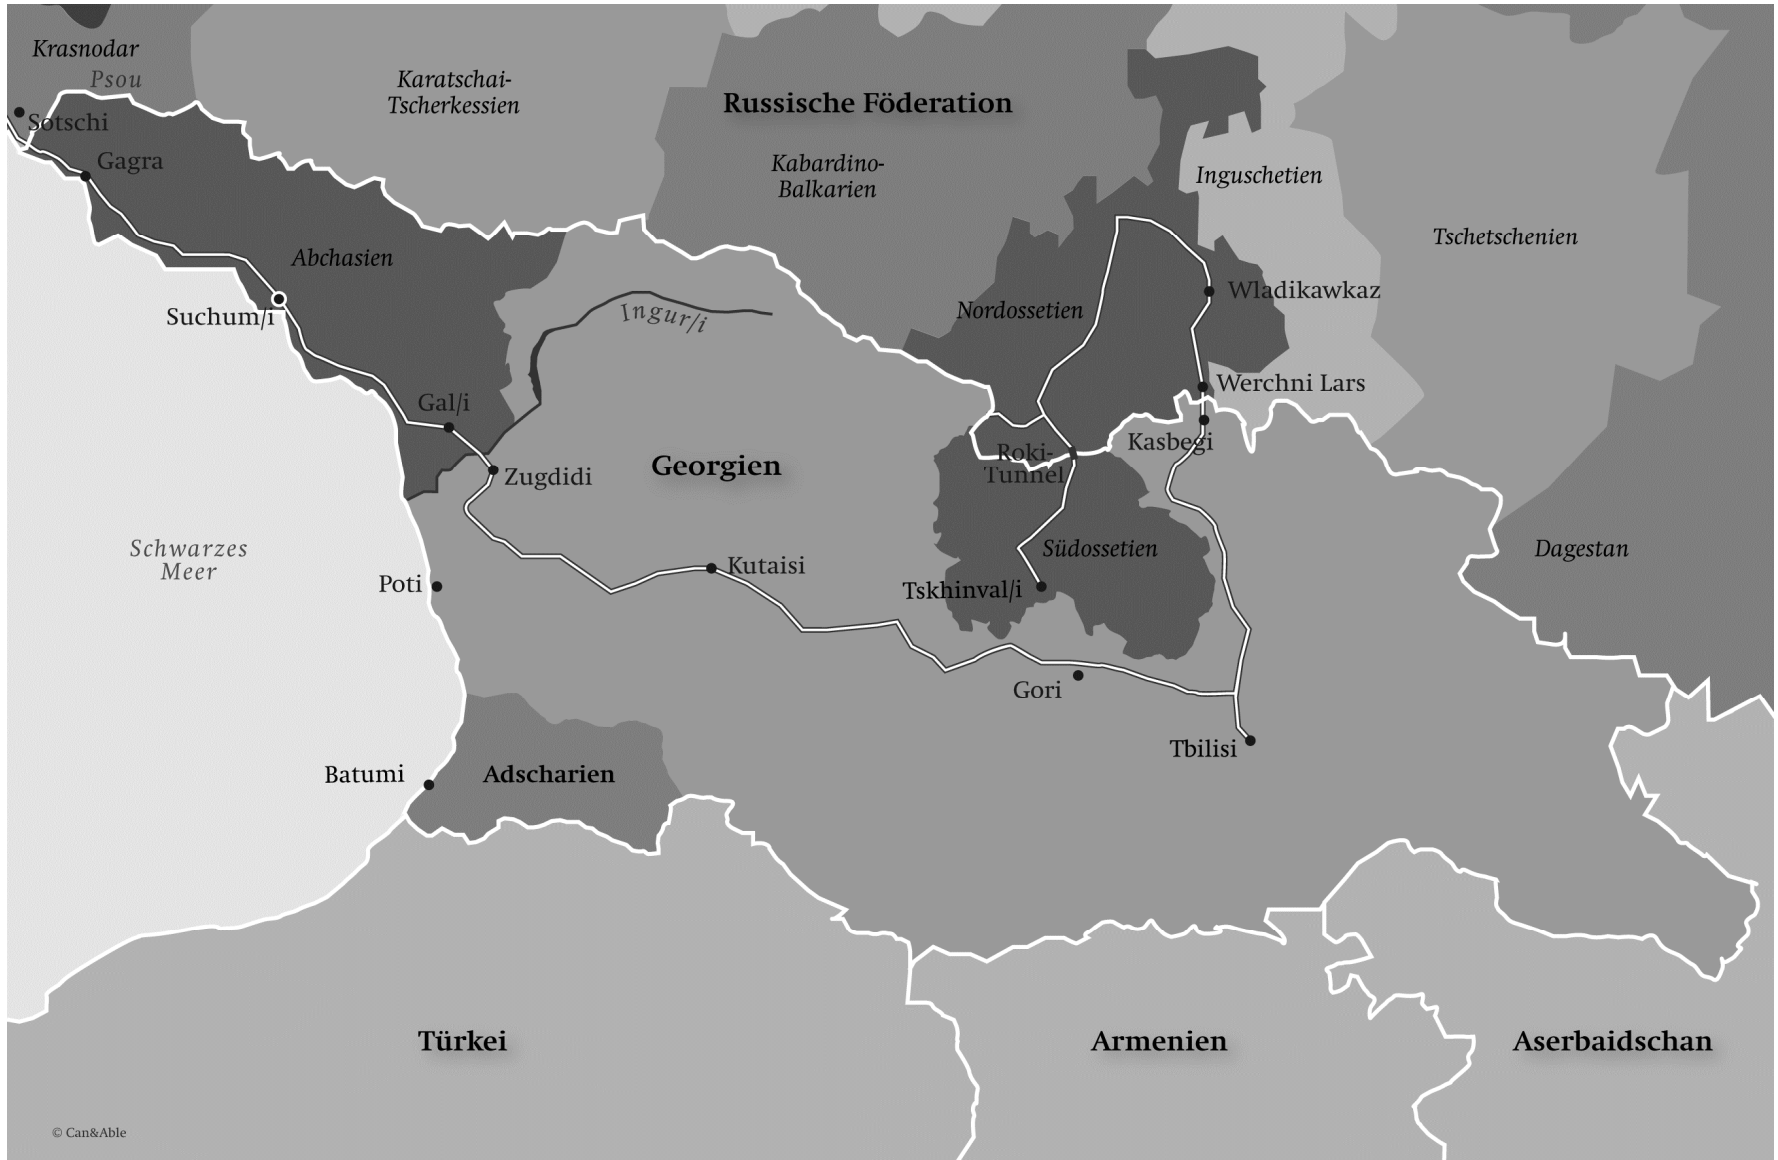 Krasnodar
Psou
Sotschi
Gagra
Karatschai-
Tscherkessien
Russische Föderation
Kabardino-
Balkarien
Inguschetien
Tschetschenien
Abchasien
Suchum/i
Ingur/i
Nordossetien
Wladikawkaz
Werchni Lars
Gal/i
Kasbegi
Roki-
Tunnel
Zugdidi
Georgien
Schwarzes
Meer
Südossetien
Dagestan
Poti
Kutaisi
Tskhinval/i
Gori
Tbilisi
Batumi
Adscharien
Türkei
Armenien
Aserbaidschan
© Can&Able